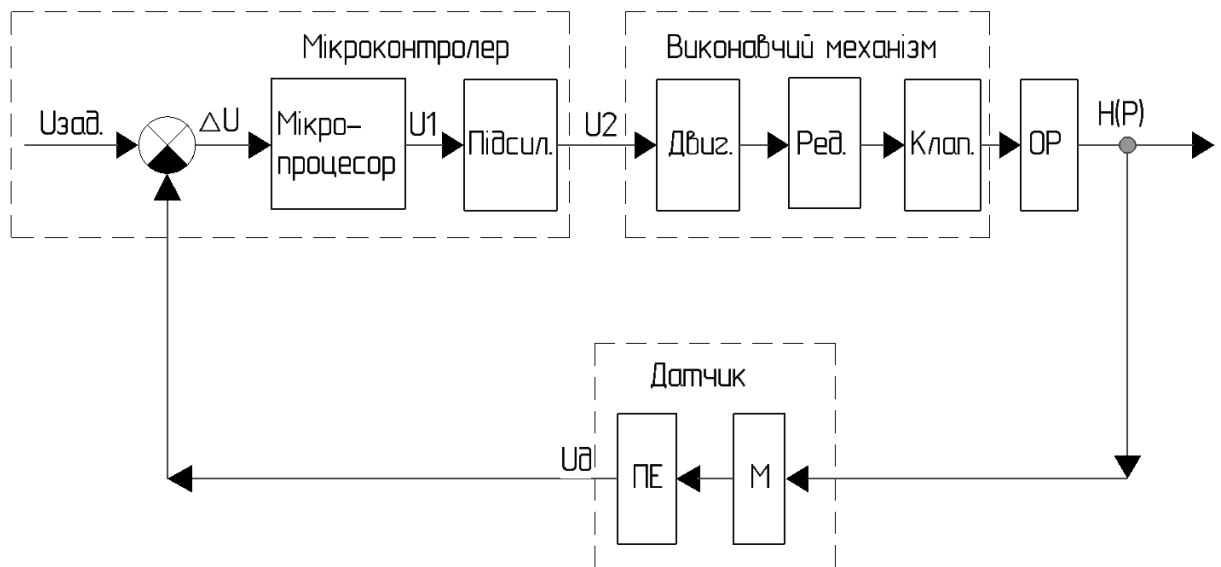 Мікроконтролер
Виконавчий механізм
Uзад.
ΔU
Мікро-
процесор
U1
Підсил.
U2
Двиг.
Ред.
Клап.
ОР
Н(Р)
Датчик
Uд
ПЕ
М